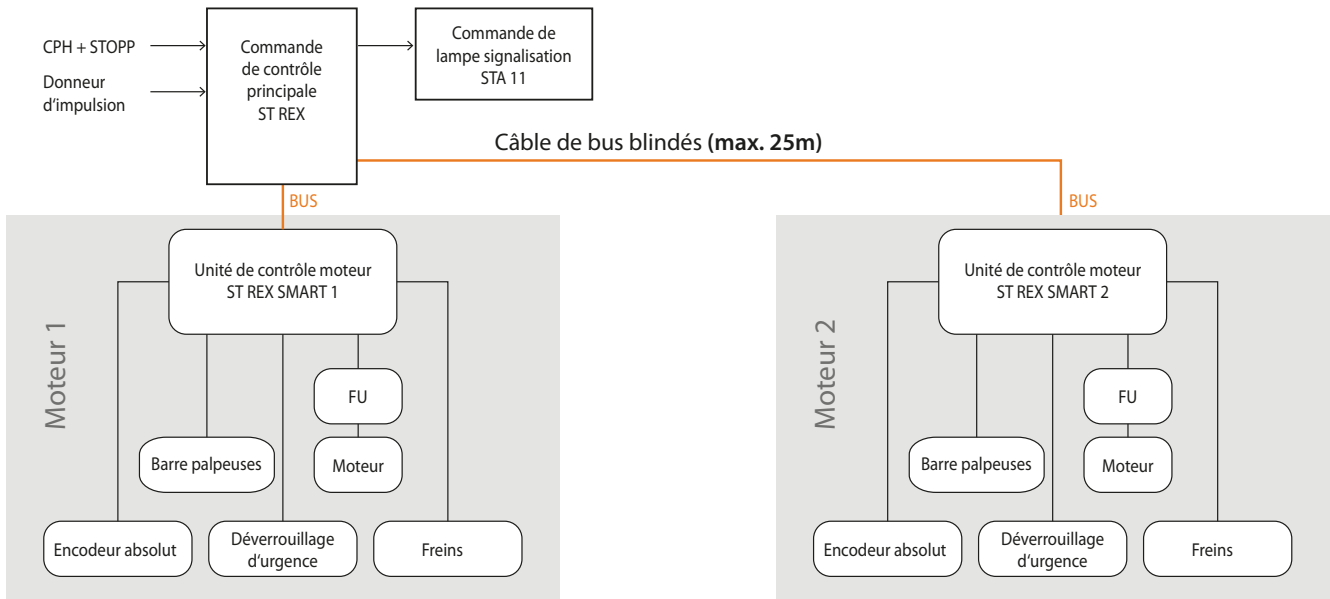 CPH + STOPP
Donneur
d'impulsion
Commande
de contrôle
principale
ST REX
Commande de
lampe signalisation
STA 11
Câble de bus blindés (max. 25m)
BUS
BUS
Moteur 1
Unité de contrôle moteur
ST REX SMART 1
FU
Barre palpeuses
Moteur
Encodeur absolut
Déverrouillage
d'urgence
Freins
Moteur 2
Unité de contrôle moteur
ST REX SMART 2
FU
Barre palpeuses
Moteur
Encodeur absolut
Déverrouillage
d'urgence
Freins